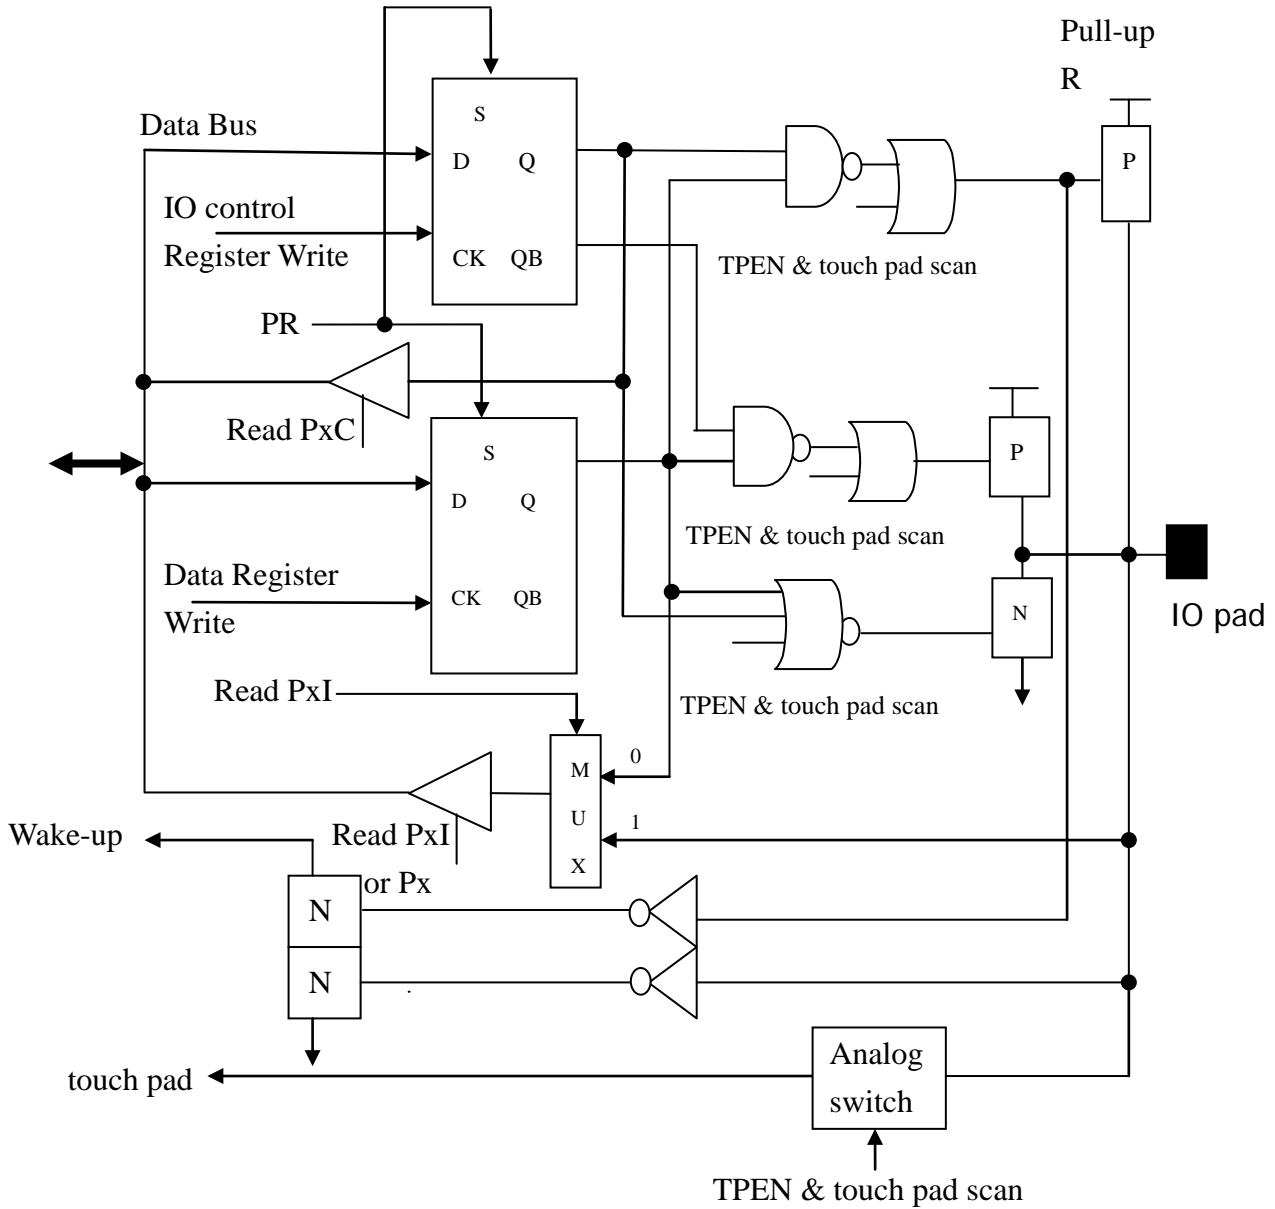 Pull-up
R
S
Data Bus
D Q
P
IO control
Register Write
CK QB
TPEN & touch pad scan
PR
Read PxC
S
P
D Q
TPEN & touch pad scan
Data Register
Write
CK QB
N
IO pad
Read PxI
TPEN & touch pad scan
0
M
U
X
1
Wake-up
Read PxI
or Px
N
N
.
Analog
switch
touch pad
TPEN & touch pad scan